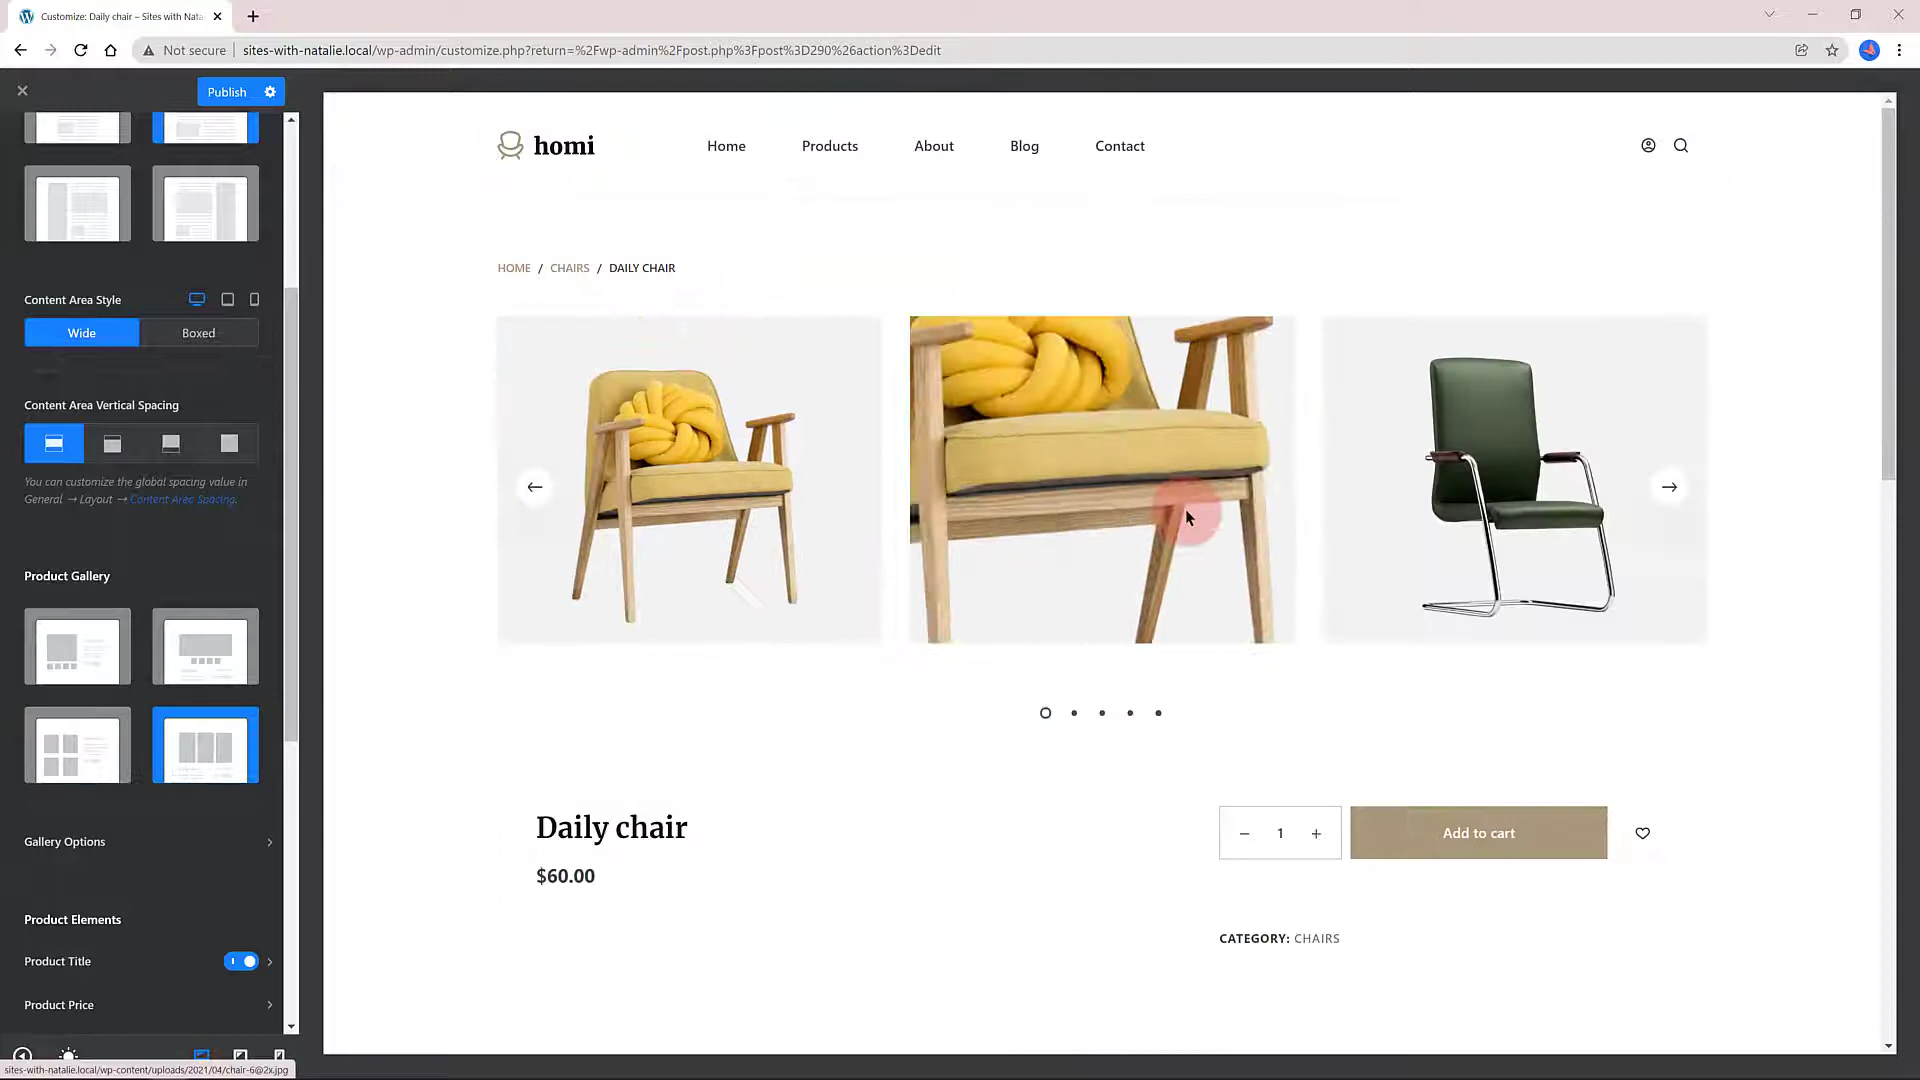 Customize: Daily chair – Sites with Nata
Not secure
sites-with-natalie.local/wp-admin/customize.php?return=%2Fwp-admin%2Fpost.php%3Fpost%3D290%26action%3Dedit
Publish
homi
Home
Products
About
Blog
Contact
HOME / CHAIRS / DAILY CHAIR
Content Area Style
Wide
Boxed
Content Area Vertical Spacing
You can customize the global spacing value in
General → Layout → Content Area Spacing.
Product Gallery
Gallery Options
Product Elements
Product Title
Product Price
Daily chair
$60.00
− 1 +
Add to cart
CATEGORY: CHAIRS
sites-with-natalie.local/wp-content/uploads/2021/04/chair-6@2x.jpg